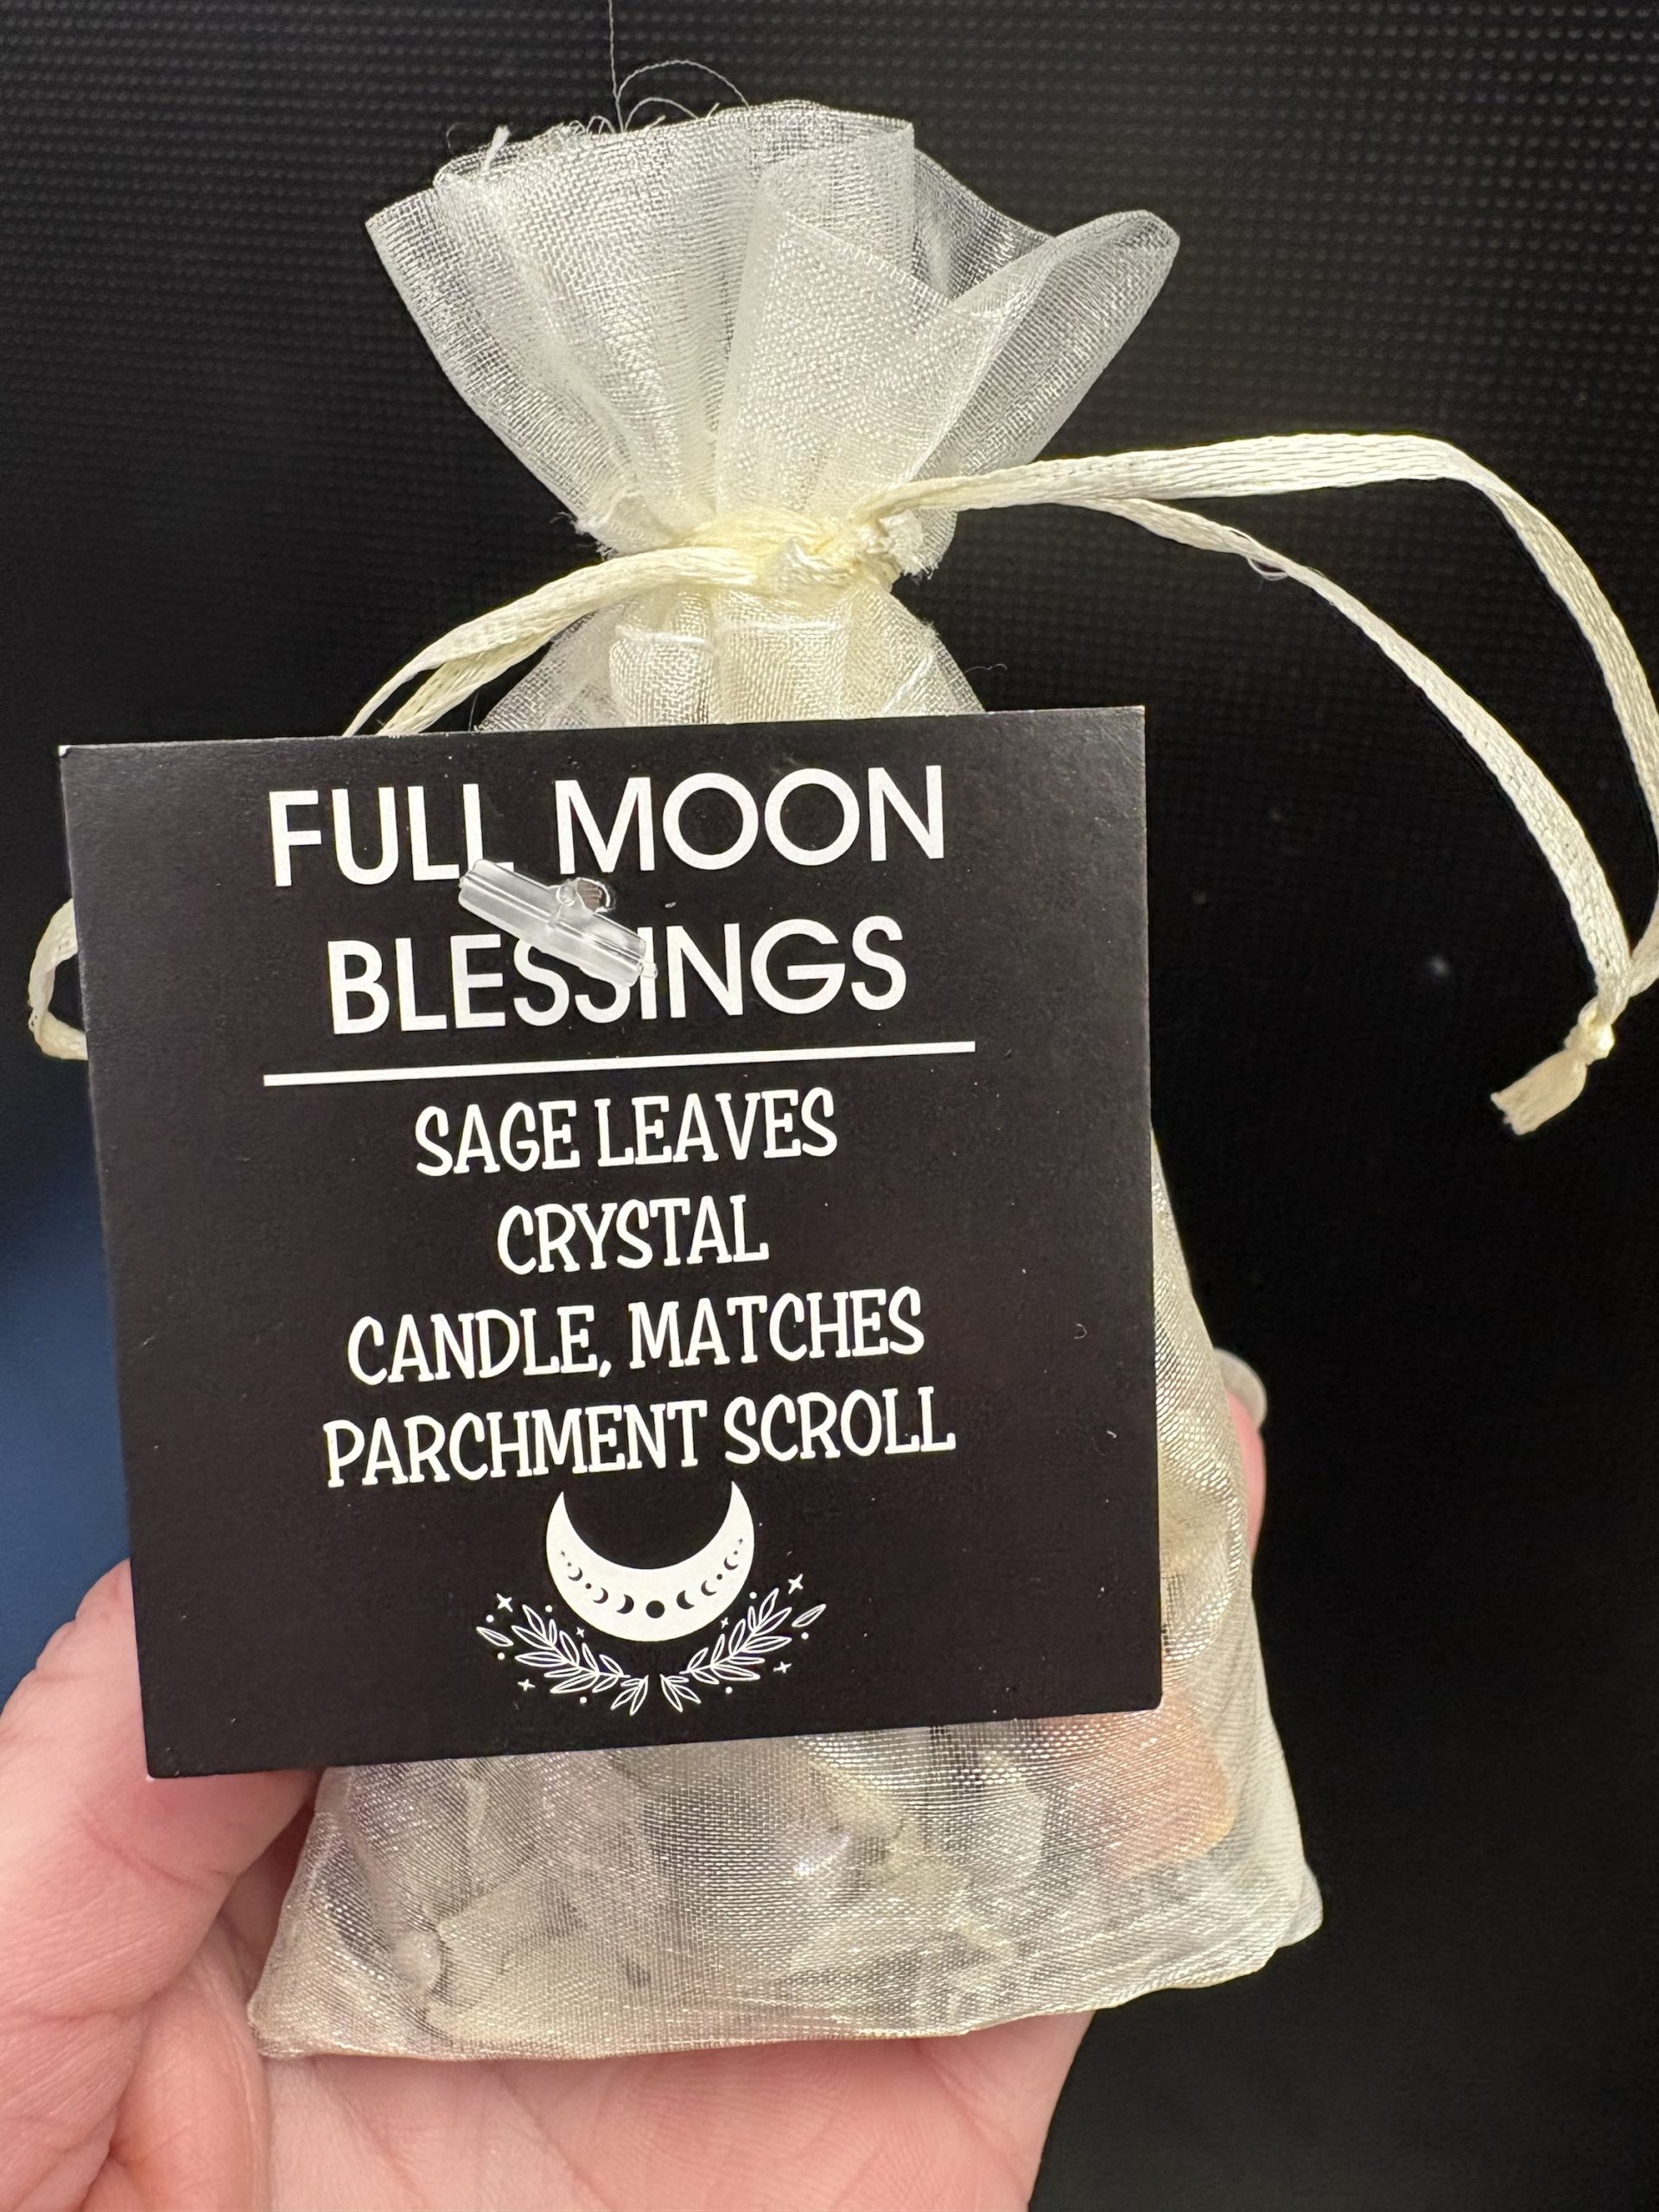 FULL MOON
BLESSINGS
SAGE LEAVES
CRYSTAL
CANDLE, MATCHES
PARCHMENT SCROLL